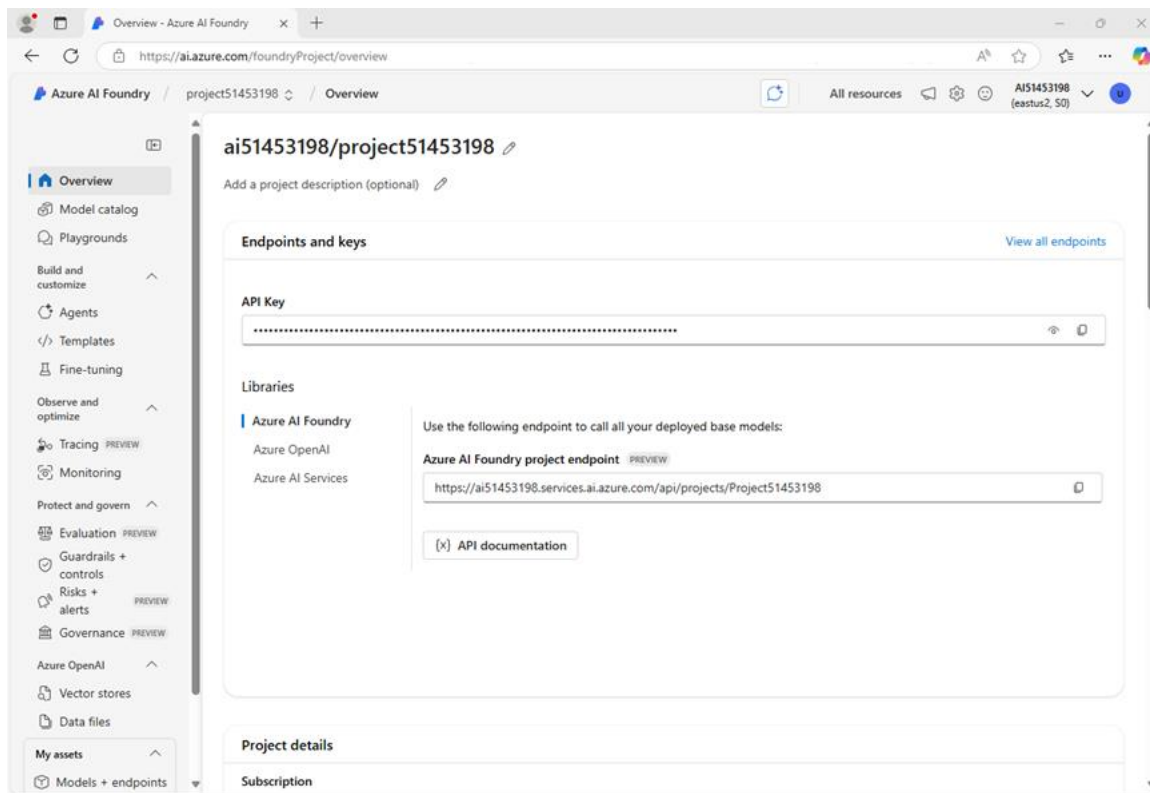 Overview - Azure AI Foundry
https://ai.azure.com/foundryProject/overview
Azure AI Foundry / project51453198 / Overview
All resources
AI51453198
(eastus2, S0)
U
Overview
Model catalog
Playgrounds
Build and
customize
Agents
Templates
Fine-tuning
Observe and
optimize
Tracing PREVIEW
Monitoring
Protect and govern
Evaluation PREVIEW
Guardrails +
controls
Risks +
alerts PREVIEW
Governance PREVIEW
Azure OpenAI
Vector stores
Data files
My assets
Models + endpoints
ai51453198/project51453198
Add a project description (optional)
Endpoints and keys
View all endpoints
API Key
Libraries
Azure AI Foundry
Azure OpenAI
Azure AI Services
Use the following endpoint to call all your deployed base models:
Azure AI Foundry project endpoint PREVIEW
https://ai51453198.services.ai.azure.com/api/projects/Project51453198
{x} API documentation
Project details
Subscription